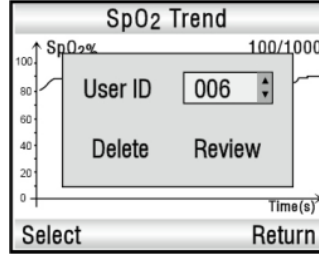 SpO2 Trend
SpO2% 100/1000
100
User ID 006
80
60
40
Delete Review
20
0
Time(s)
Select Return